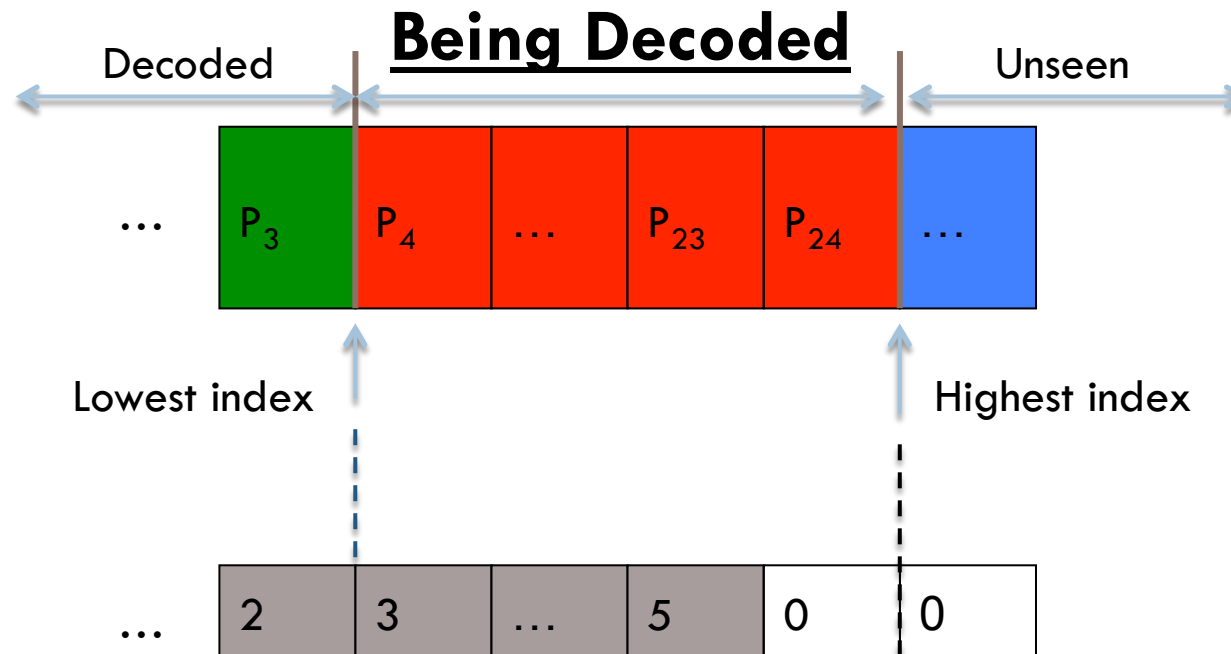 Being Decoded
Decoded Unseen
... P₃ P₄ ... P₂₃ P₂₄ ...
Lowest index Highest index
... 2 3 ... 5 0 0